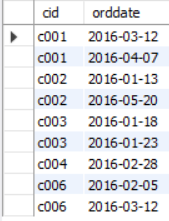 cid orddate
c001 2016-03-12
c001 2016-04-07
c002 2016-01-13
c002 2016-05-20
c003 2016-01-18
c003 2016-01-23
c004 2016-02-28
c006 2016-02-05
c006 2016-03-12